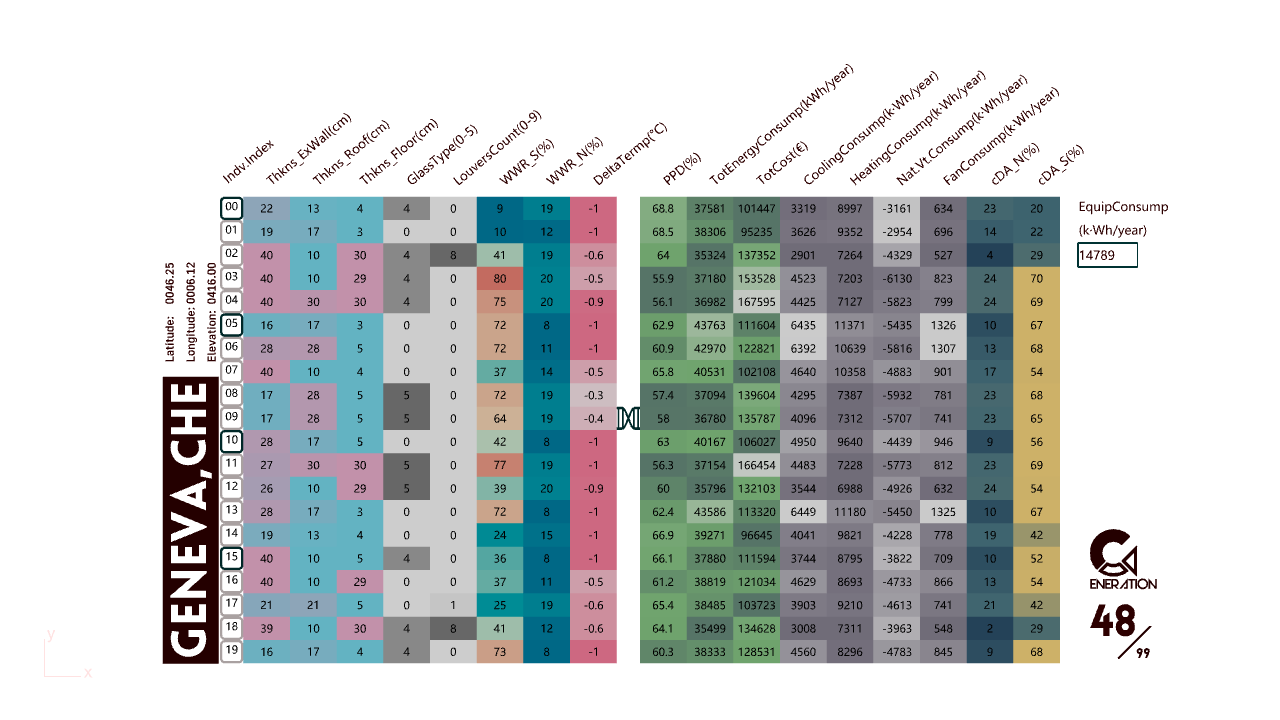 Indv.Index Thkns_ExWall(cm) Thkns_Roof(cm) Thkns_Floor(cm) GlassType(0-5) LouversCount(0-9) WWR_S(%) WWR_N(%) DeltaTermp(°C) PPD(%) TotEnergyConsump(kWh/year) TotCost(€) CoolingConsump(k·Wh/year) HeatingConsump(k·Wh/year) Nat.Vt.Consump(k·Wh/year) FanConsump(k·Wh/year) cDA_N(%) cDA_S(%)
00 22 13 4 4 0 9 19 -1 68.8 37581 101447 3319 8997 -3161 634 23 20
01 19 17 3 0 0 10 12 -1 68.5 38306 95235 3626 9352 -2954 696 14 22
02 40 10 30 4 8 41 19 -0.6 64 35324 137352 2901 7264 -4329 527 4 29
03 40 10 29 4 0 80 20 -0.5 55.9 37180 153528 4523 7203 -6130 823 24 70
04 40 30 30 4 0 75 20 -0.9 56.1 36982 167595 4425 7127 -5823 799 24 69
05 16 17 3 0 0 72 8 -1 62.9 43763 111604 6435 11371 -5435 1326 10 67
06 28 28 5 0 0 72 11 -1 60.9 42970 122821 6392 10639 -5816 1307 13 68
07 40 10 4 0 0 37 14 -0.5 65.8 40531 102108 4640 10358 -4883 901 17 54
08 17 28 5 5 0 72 19 -0.3 57.4 37094 139604 4295 7387 -5932 781 23 68
09 17 28 5 5 0 64 19 -0.4 58 36780 135787 4096 7312 -5707 741 23 65
10 28 17 5 0 0 42 8 -1 63 40167 106027 4950 9640 -4439 946 9 56
11 27 30 30 5 0 77 19 -1 56.3 37154 166454 4483 7228 -5773 812 23 69
12 26 10 29 5 0 39 20 -0.9 60 35796 132103 3544 6988 -4926 632 24 54
13 28 17 3 0 0 72 8 -1 62.4 43586 113320 6449 11180 -5450 1325 10 67
14 19 13 4 0 0 24 15 -1 66.9 39271 96645 4041 9821 -4228 778 19 42
15 40 10 5 4 0 36 8 -1 66.1 37880 111594 3744 8795 -3822 709 10 52
16 40 10 29 0 0 37 11 -0.5 61.2 38819 121034 4629 8693 -4733 866 13 54
17 21 21 5 0 1 25 19 -0.6 65.4 38485 103723 3903 9210 -4613 741 21 42
18 39 10 30 4 8 41 12 -0.6 64.1 35499 134628 3008 7311 -3963 548 2 29
19 16 17 4 4 0 73 8 -1 60.3 38333 128531 4560 8296 -4783 845 9 68
EquipConsump
(k·Wh/year)
14789
Latitude: 0046.25
Longitude: 0006.12
Elevation: 0416.00
GENEVA,CHE
ENERATION
48/99
y
x